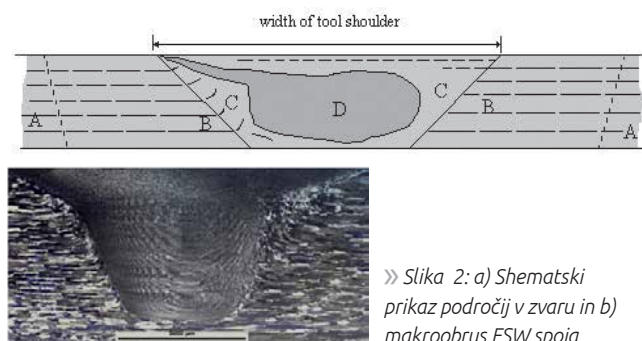 width of tool shoulder
A
B
C
D
C
B
A
» Slika 2: a) Shematski
prikaz področij v zvaru in b)
makroobrus FSW spoja